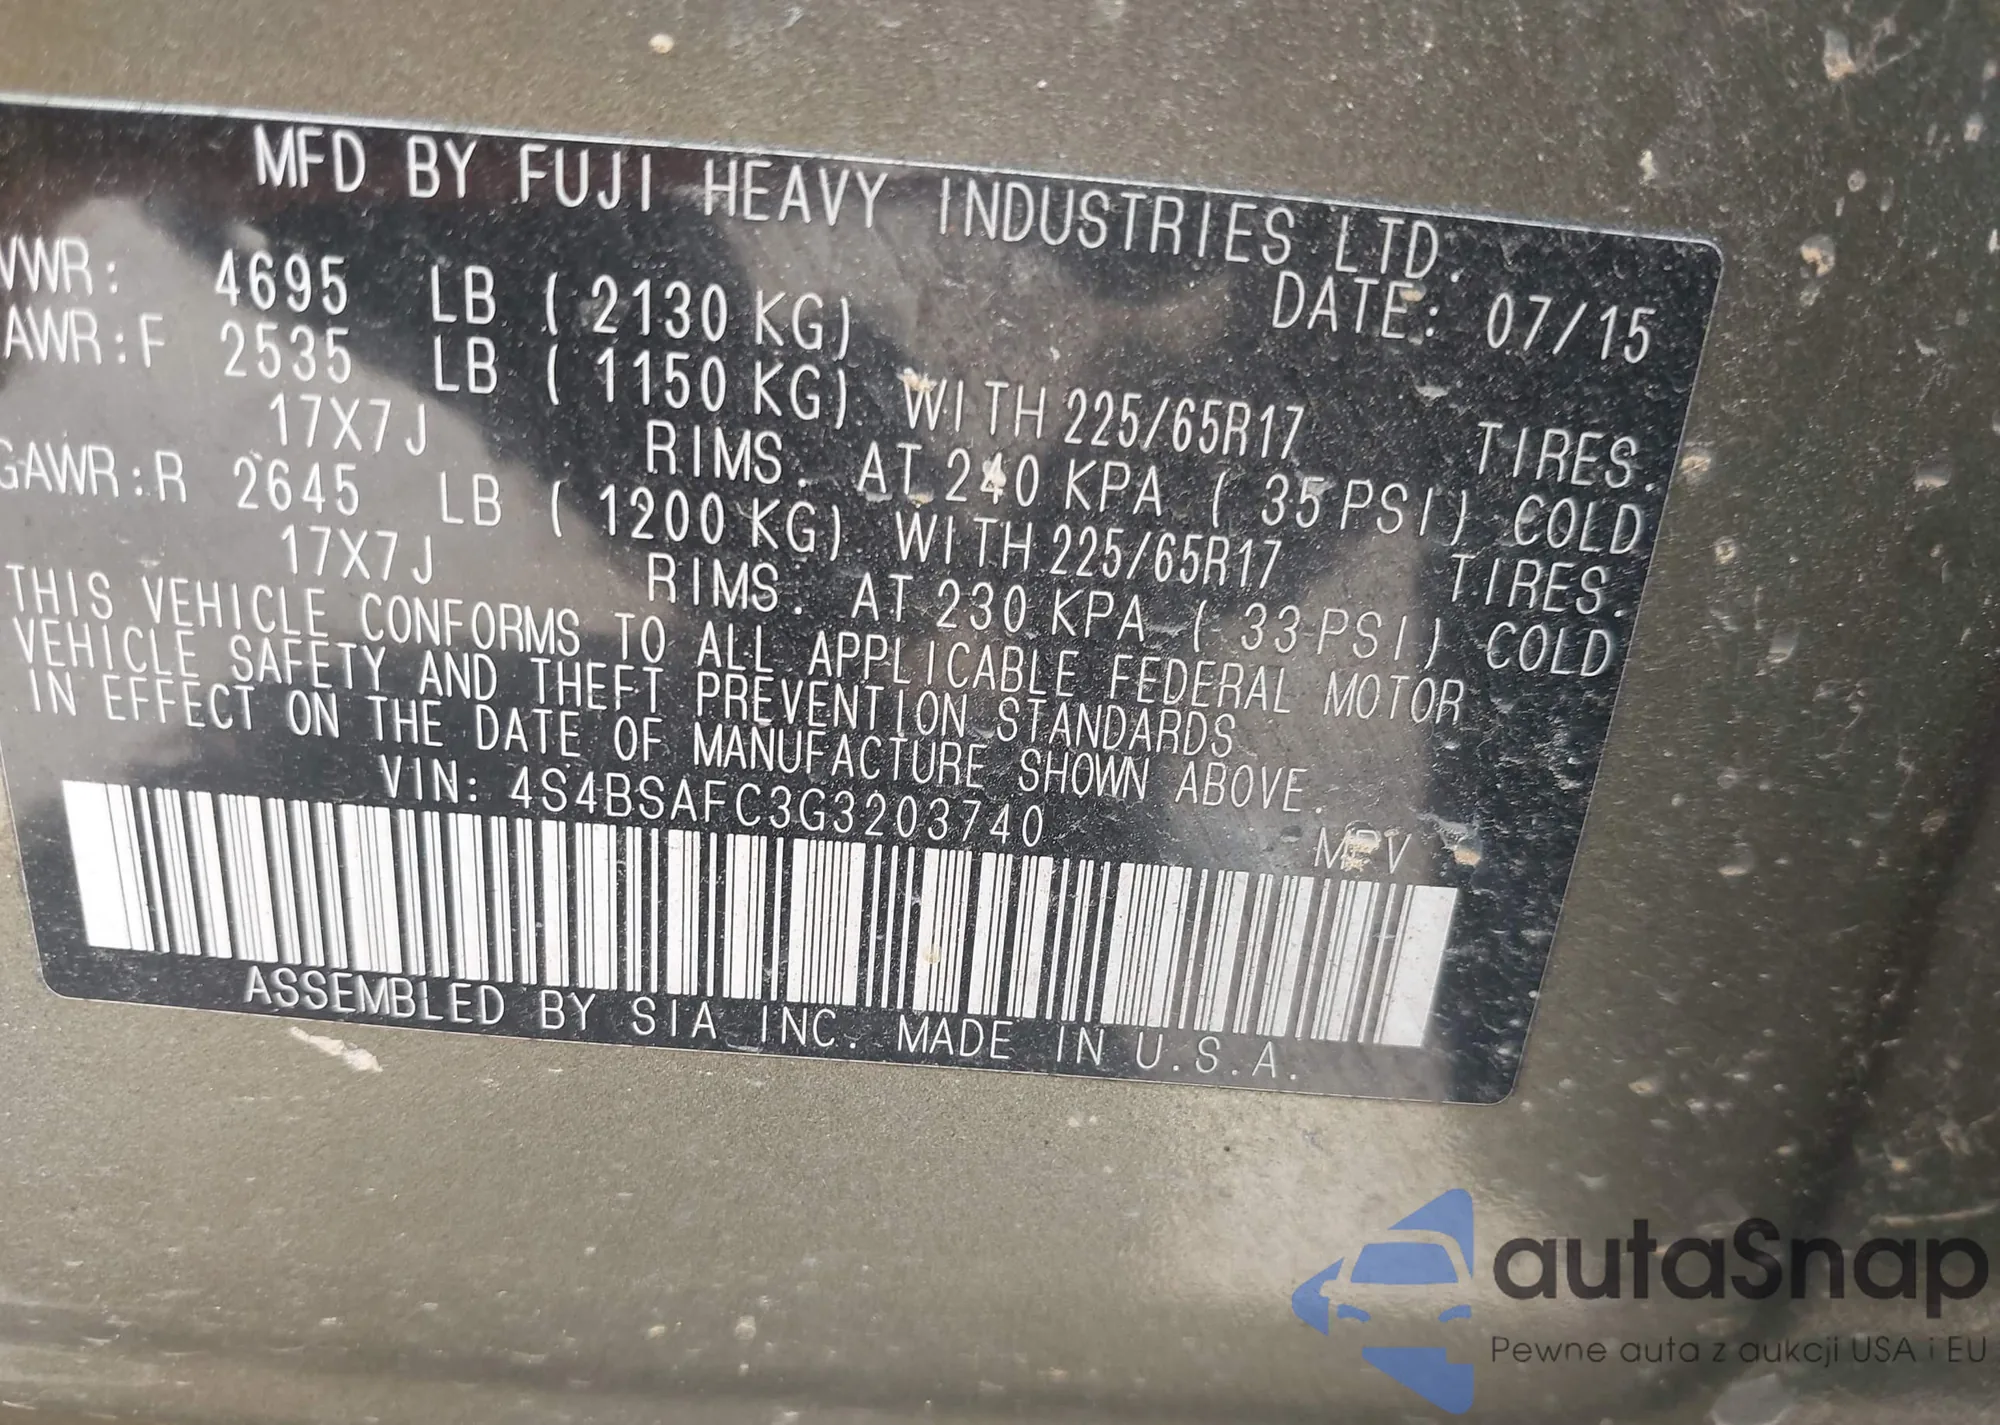 MFD BY FUJI HEAVY INDUSTRIES LTD.
VWR: 4695 LB ( 2130 KG) DATE: 07/15
AWR:F 2535 LB ( 1150 KG) WITH 225/65R17 TIRES.
17X7J RIMS. AT 240 KPA ( 35 PSI) COLD
GAWR:R 2645 LB ( 1200 KG) WITH 225/65R17 TIRES.
17X7J RIMS. AT 230 KPA ( 33 PSI) COLD
THIS VEHICLE CONFORMS TO ALL APPLICABLE FEDERAL MOTOR
VEHICLE SAFETY AND THEFT PREVENTION STANDARDS
IN EFFECT ON THE DATE OF MANUFACTURE SHOWN ABOVE.
VIN: 4S4BSAFC3G3203740 MPV
ASSEMBLED BY SIA INC. MADE IN U.S.A.
autaSnap
Pewne auta z aukcji USA i EU